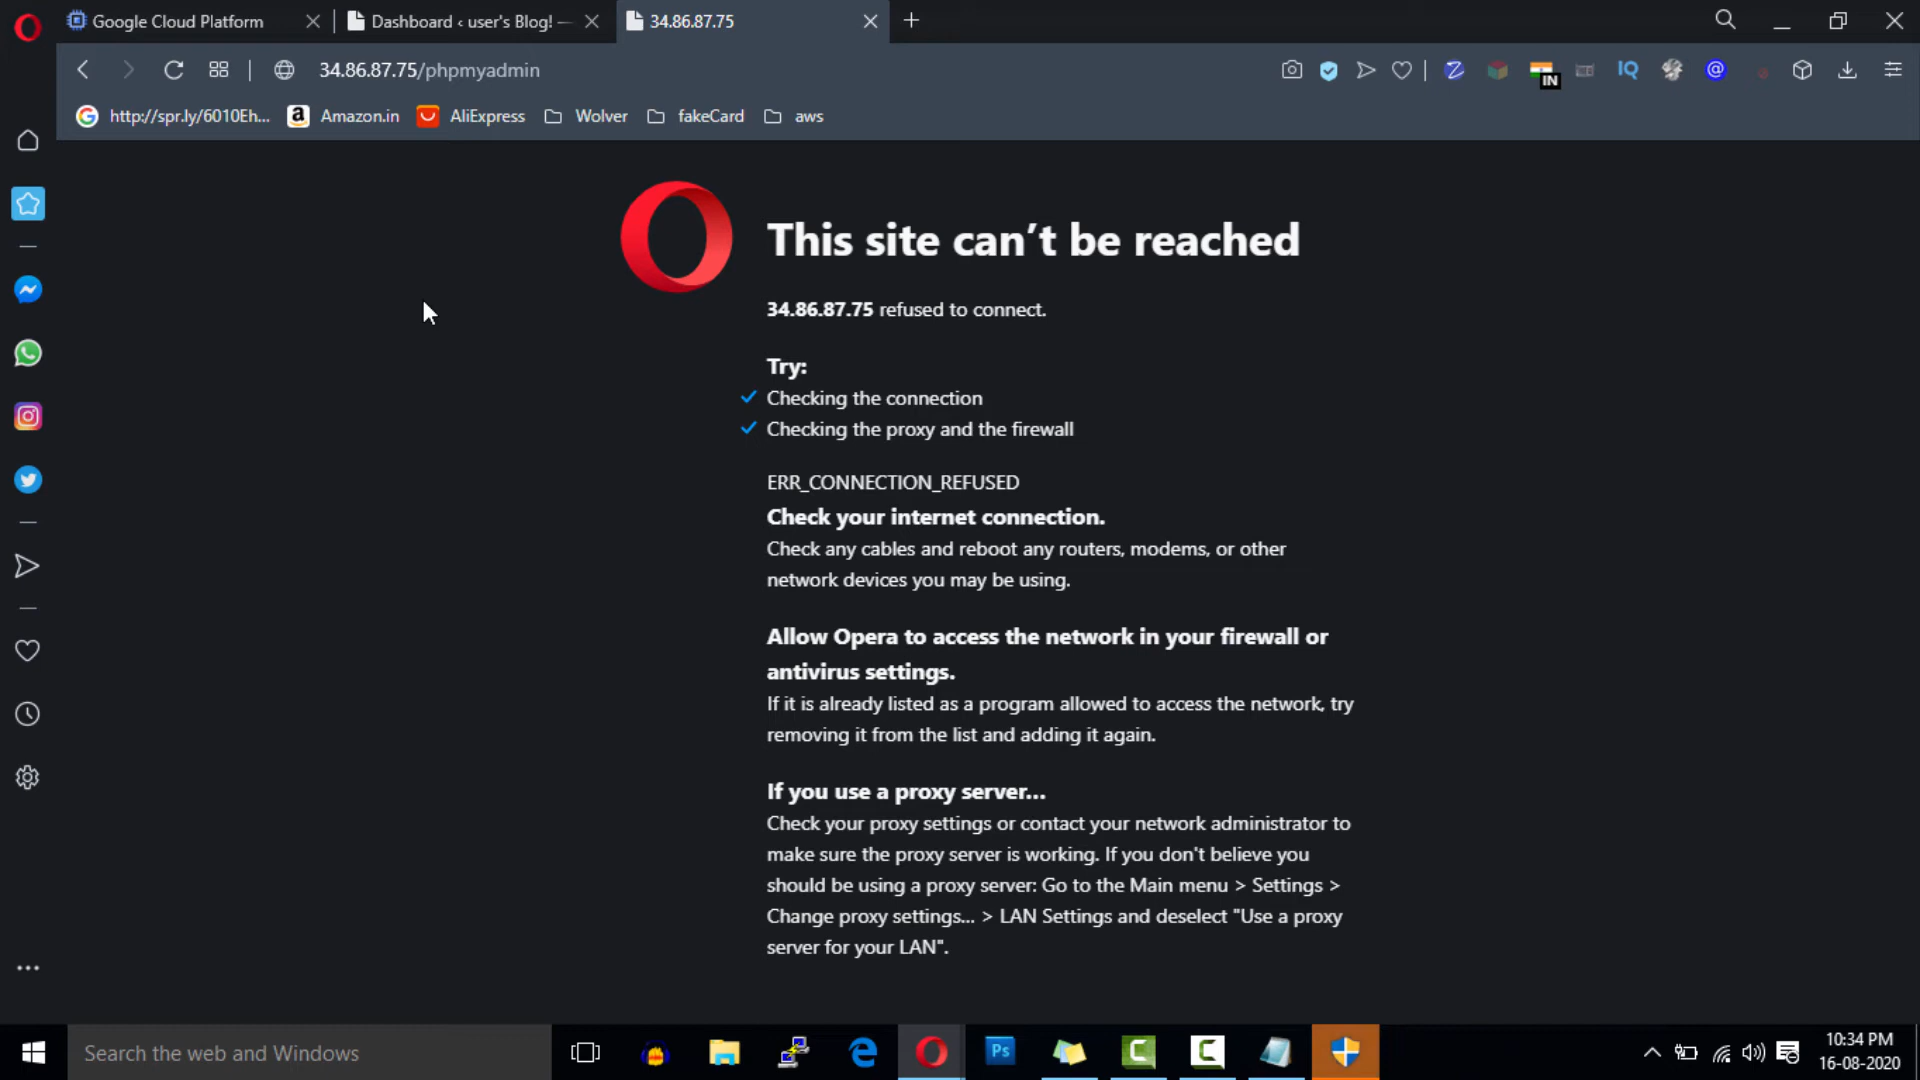 Google Cloud Platform
Dashboard ‹ user's Blog! —
34.86.87.75
34.86.87.75/phpmyadmin
IQ
IN
http://spr.ly/6010Eh...
Amazon.in
AliExpress
Wolver
fakeCard
aws
This site can’t be reached
34.86.87.75 refused to connect.
Try:
Checking the connection
Checking the proxy and the firewall
ERR_CONNECTION_REFUSED
Check your internet connection.
Check any cables and reboot any routers, modems, or other
network devices you may be using.
Allow Opera to access the network in your firewall or
antivirus settings.
If it is already listed as a program allowed to access the network, try
removing it from the list and adding it again.
If you use a proxy server...
Check your proxy settings or contact your network administrator to
make sure the proxy server is working. If you don't believe you
should be using a proxy server: Go to the Main menu > Settings >
Change proxy settings... > LAN Settings and deselect "Use a proxy
server for your LAN".
Search the web and Windows
Ps
10:34 PM
16-08-2020